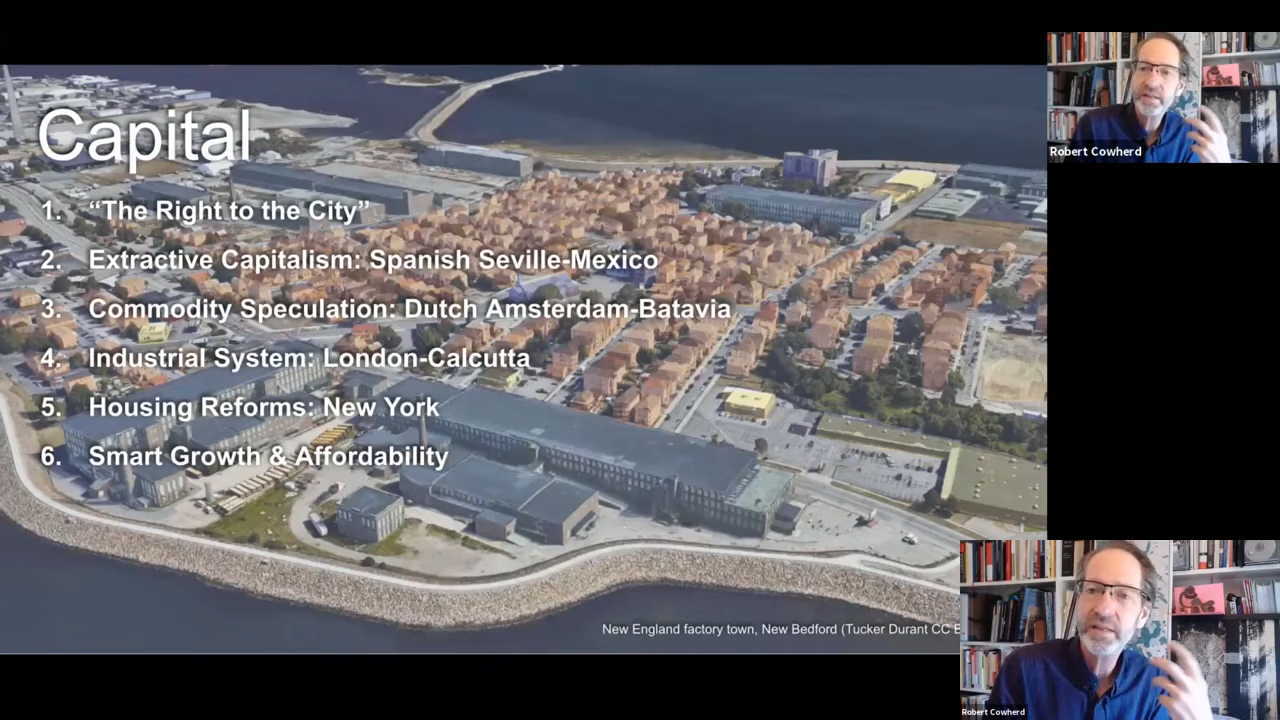 Capital
1. “The Right to the City”
2. Extractive Capitalism: Spanish Seville-Mexico
3. Commodity Speculation: Dutch Amsterdam-Batavia
4. Industrial System: London-Calcutta
5. Housing Reforms: New York
6. Smart Growth & Affordability
New England factory town, New Bedford (Tucker Durant CC
Robert Cowherd
Robert Cowherd